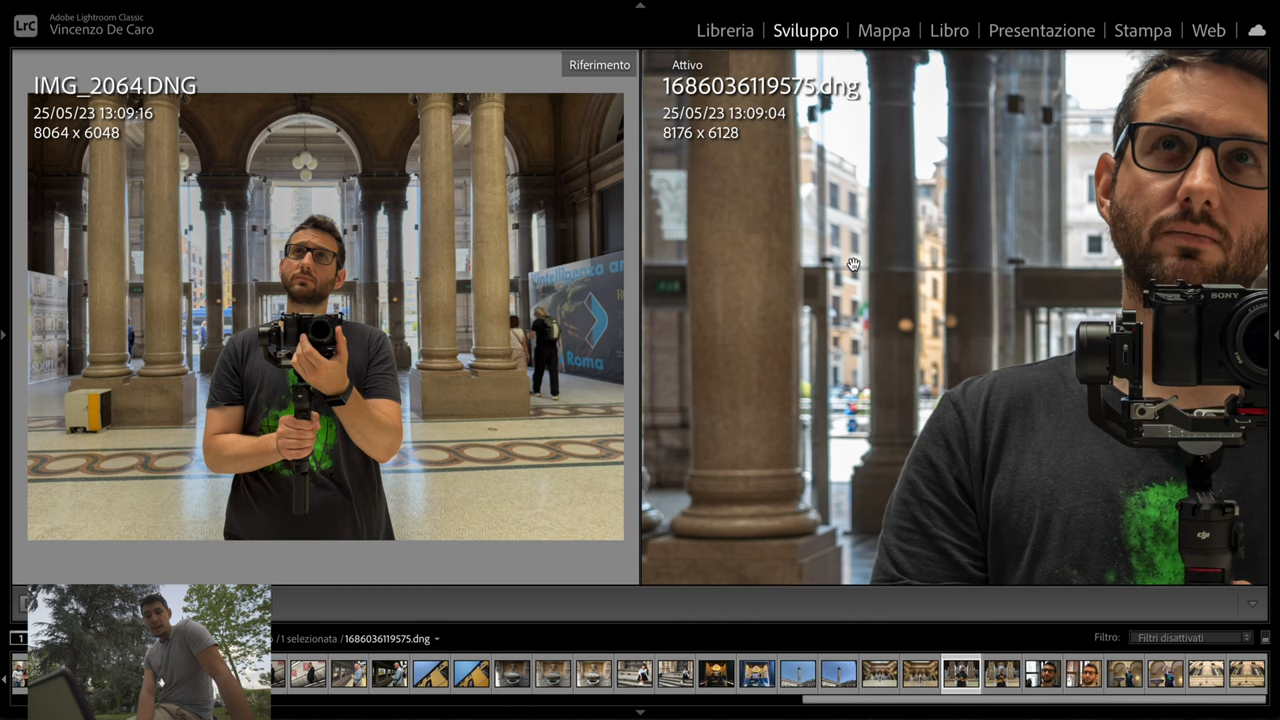 LrC
Adobe Lightroom Classic
Vincenzo De Caro
Libreria | Sviluppo | Mappa | Libro | Presentazione | Stampa | Web
Riferimento
IMG_2064.DNG
25/05/23 13:09:16
8064 x 6048
l'intelligenza ar
Roma
Attivo
1686036119575.dng
25/05/23 13:09:04
8176 x 6128
SONY
dji
1
/1 selezionata /1686036119575.dng
Filtro:
Filtri disattivati